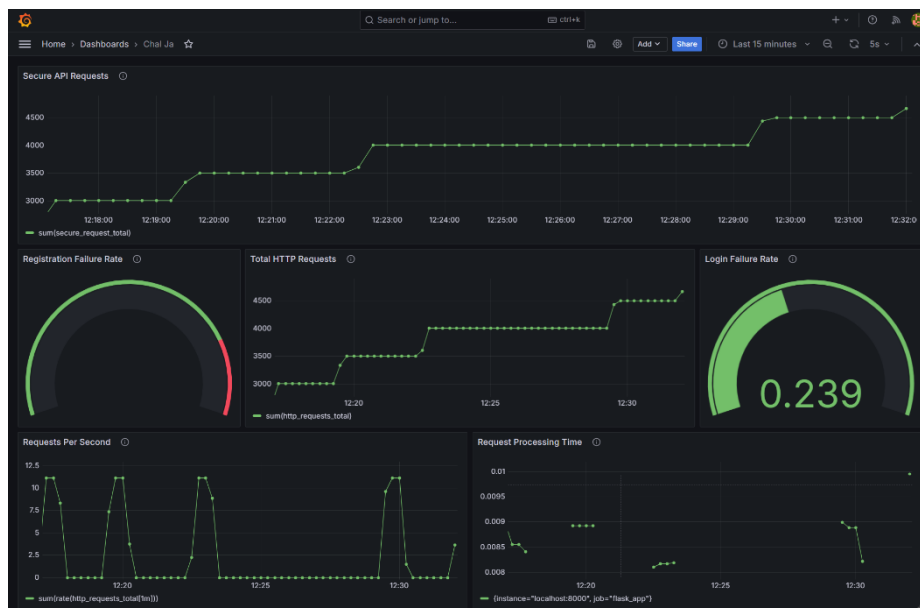 Search or jump to... ctrl+k
Home › Dashboards › Chal Ja Add Share Last 15 minutes 5s
Secure API Requests
4500
4000
3500
3000
12:18:00 12:19:00 12:20:00 12:21:00 12:22:00 12:23:00 12:24:00 12:25:00 12:26:00 12:27:00 12:28:00 12:29:00 12:30:00 12:31:00 12:32:0
sum(secure_request_total)
Registration Failure Rate
Total HTTP Requests
4500
4000
3500
3000
12:20 12:25 12:30
sum(http_requests_total)
Login Failure Rate
0.239
Requests Per Second
12.5
10
7.5
5
2.5
0
12:20 12:25 12:30
sum(rate(http_requests_total[1m]))
Request Processing Time
0.01
0.0095
0.009
0.0085
0.008
12:20 12:25 12:30
{instance="localhost:8000", job="flask_app"}